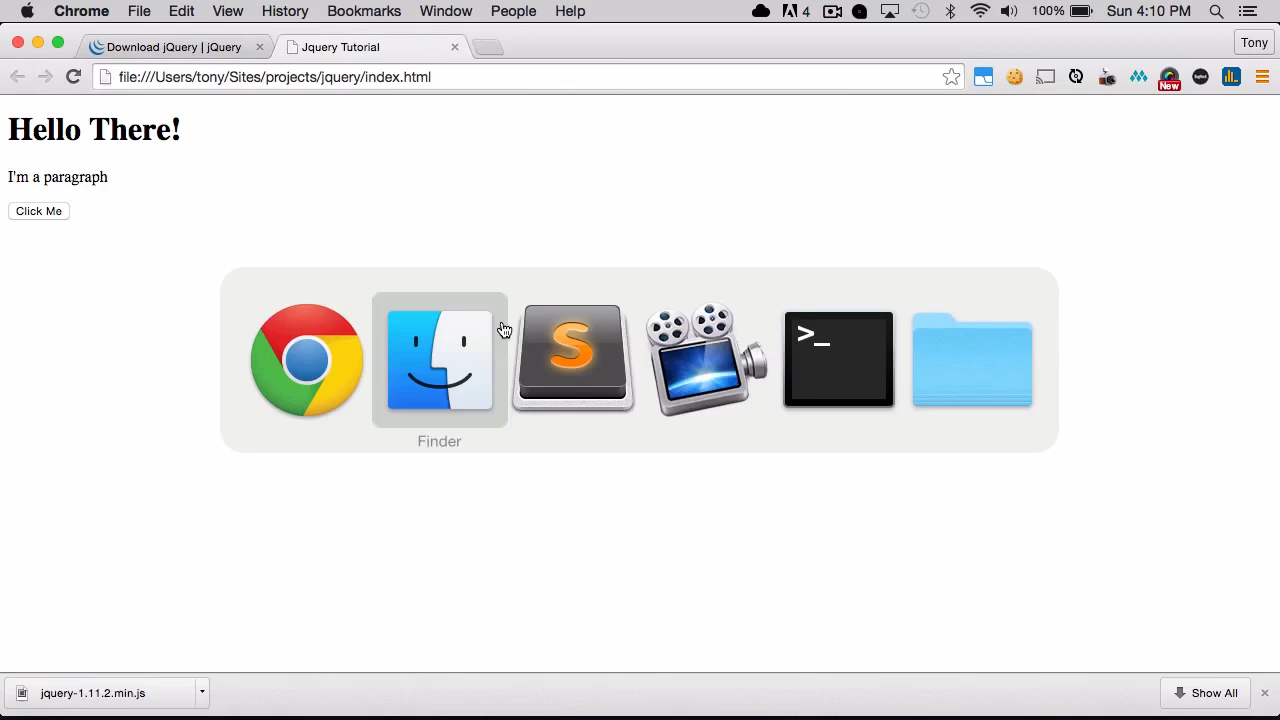 Chrome File Edit View History Bookmarks Window People Help 4 100% Sun 4:10 PM
Download jQuery | jQuery Jquery Tutorial Tony
file:///Users/tony/Sites/projects/jquery/index.html
New
Hello There!
I'm a paragraph
Click Me
S
>_
Finder
jquery-1.11.2.min.js Show All